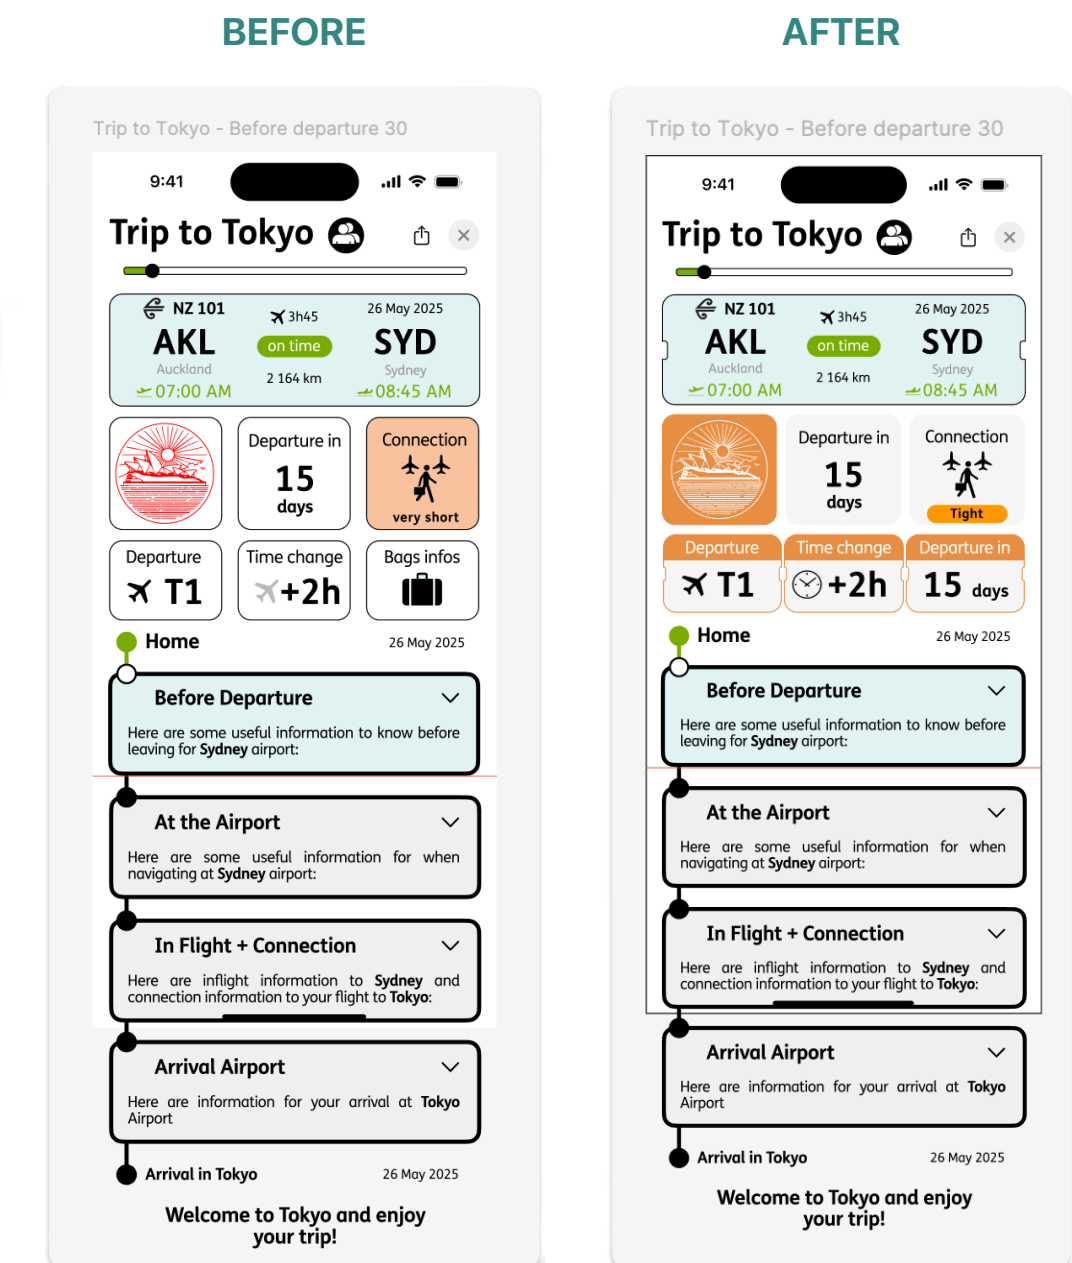 BEFORE
Trip to Tokyo - Before departure 30
9:41
Trip to Tokyo
NZ 101
3h45
26 May 2025
AKL
on time
SYD
Auckland
2 164 km
Sydney
07:00 AM
08:45 AM
Departure in
15
days
Connection
very short
Departure
T1
Time change
+2h
Bags infos
Home
26 May 2025
Before Departure
Here are some useful information to know before
leaving for Sydney airport:
At the Airport
Here are some useful information for when
navigating at Sydney airport:
In Flight + Connection
Here are inflight information to Sydney and
connection information to your flight to Tokyo:
Arrival Airport
Here are information for your arrival at Tokyo
Airport
Arrival in Tokyo
26 May 2025
Welcome to Tokyo and enjoy
your trip!
AFTER
Trip to Tokyo - Before departure 30
9:41
Trip to Tokyo
NZ 101
3h45
26 May 2025
AKL
on time
SYD
Auckland
2 164 km
Sydney
07:00 AM
08:45 AM
Departure in
15
days
Connection
Tight
Departure
T1
Time change
+2h
Departure in
15 days
Home
26 May 2025
Before Departure
Here are some useful information to know before
leaving for Sydney airport:
At the Airport
Here are some useful information for when
navigating at Sydney airport:
In Flight + Connection
Here are inflight information to Sydney and
connection information to your flight to Tokyo:
Arrival Airport
Here are information for your arrival at Tokyo
Airport
Arrival in Tokyo
26 May 2025
Welcome to Tokyo and enjoy
your trip!